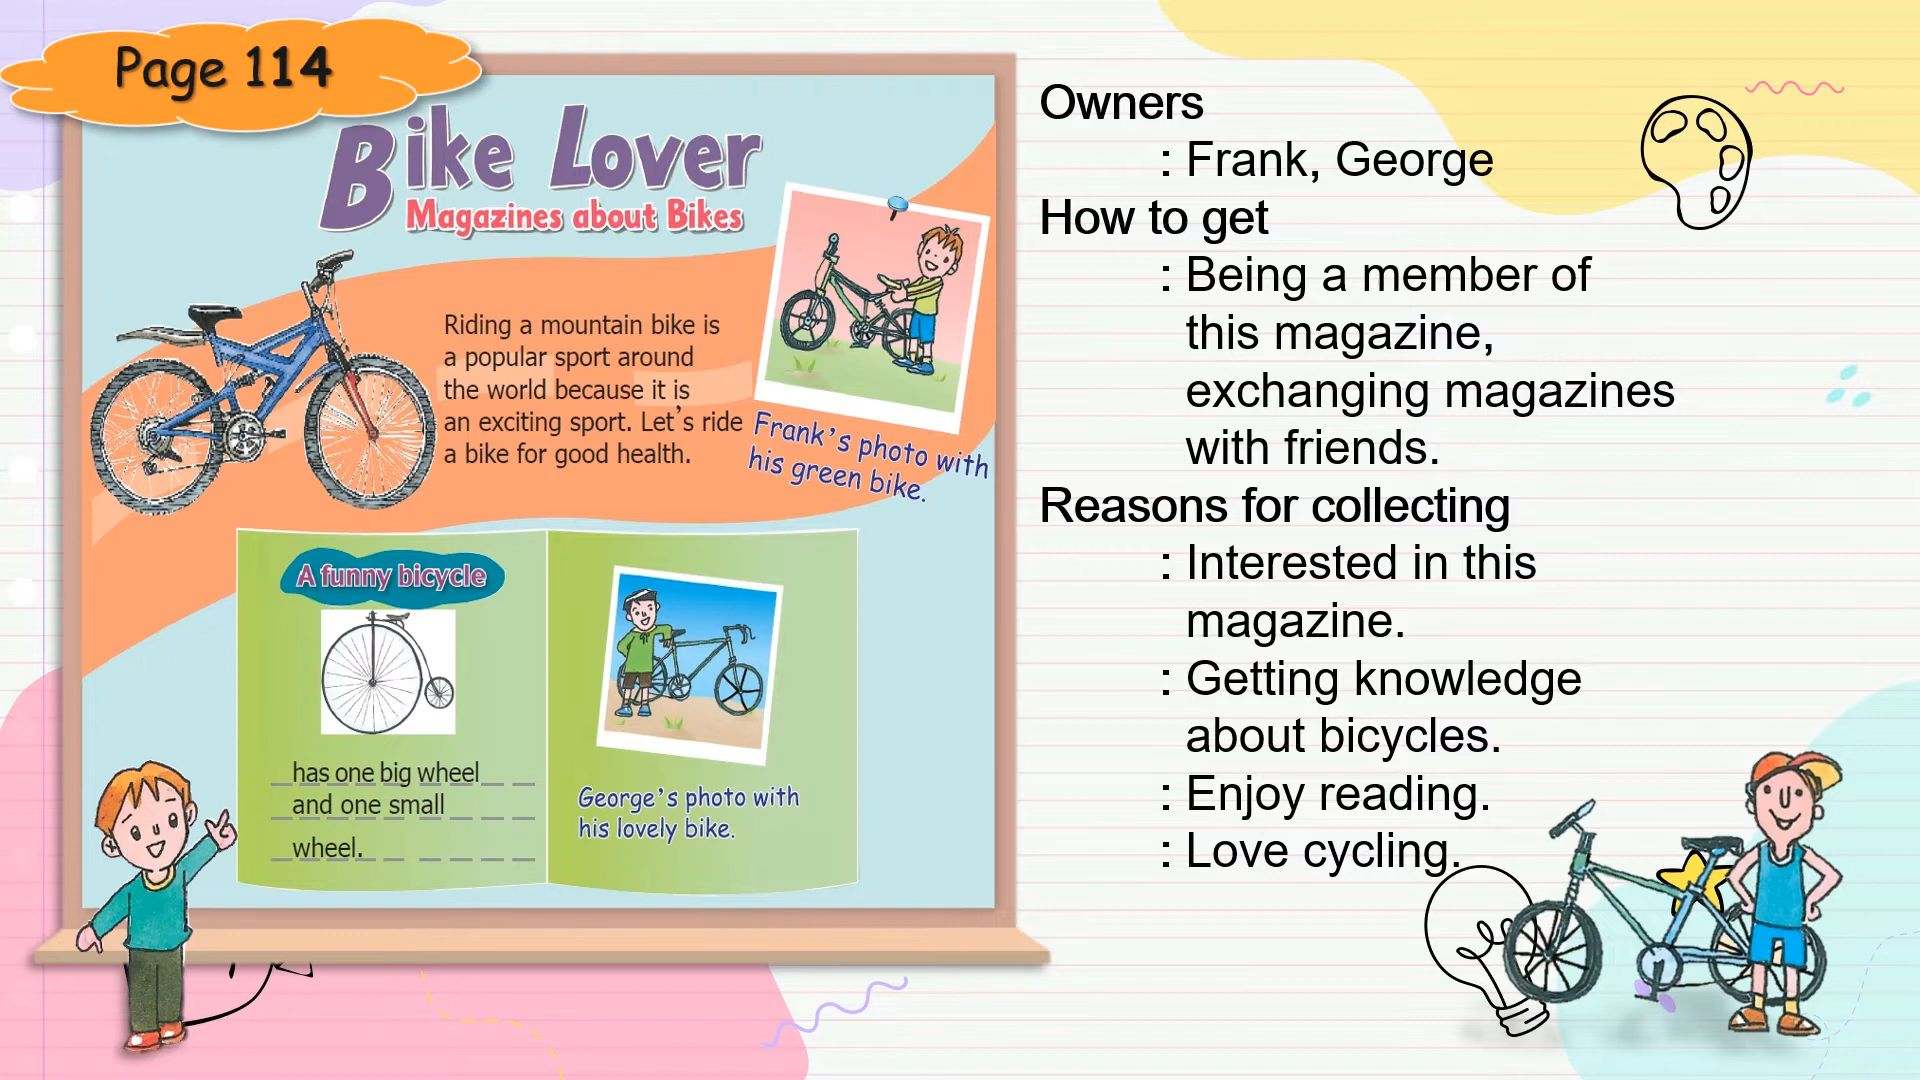 Page 114
Bike Lover
Magazines about Bikes
Riding a mountain bike is
a popular sport around
the world because it is
an exciting sport. Let's ride
a bike for good health.
Frank's photo with
his green bike.
A funny bicycle
has one big wheel
and one small
wheel.
George's photo with
his lovely bike.
Owners
: Frank, George
How to get
: Being a member of
this magazine,
exchanging magazines
with friends.
Reasons for collecting
: Interested in this
magazine.
: Getting knowledge
about bicycles.
: Enjoy reading.
: Love cycling.